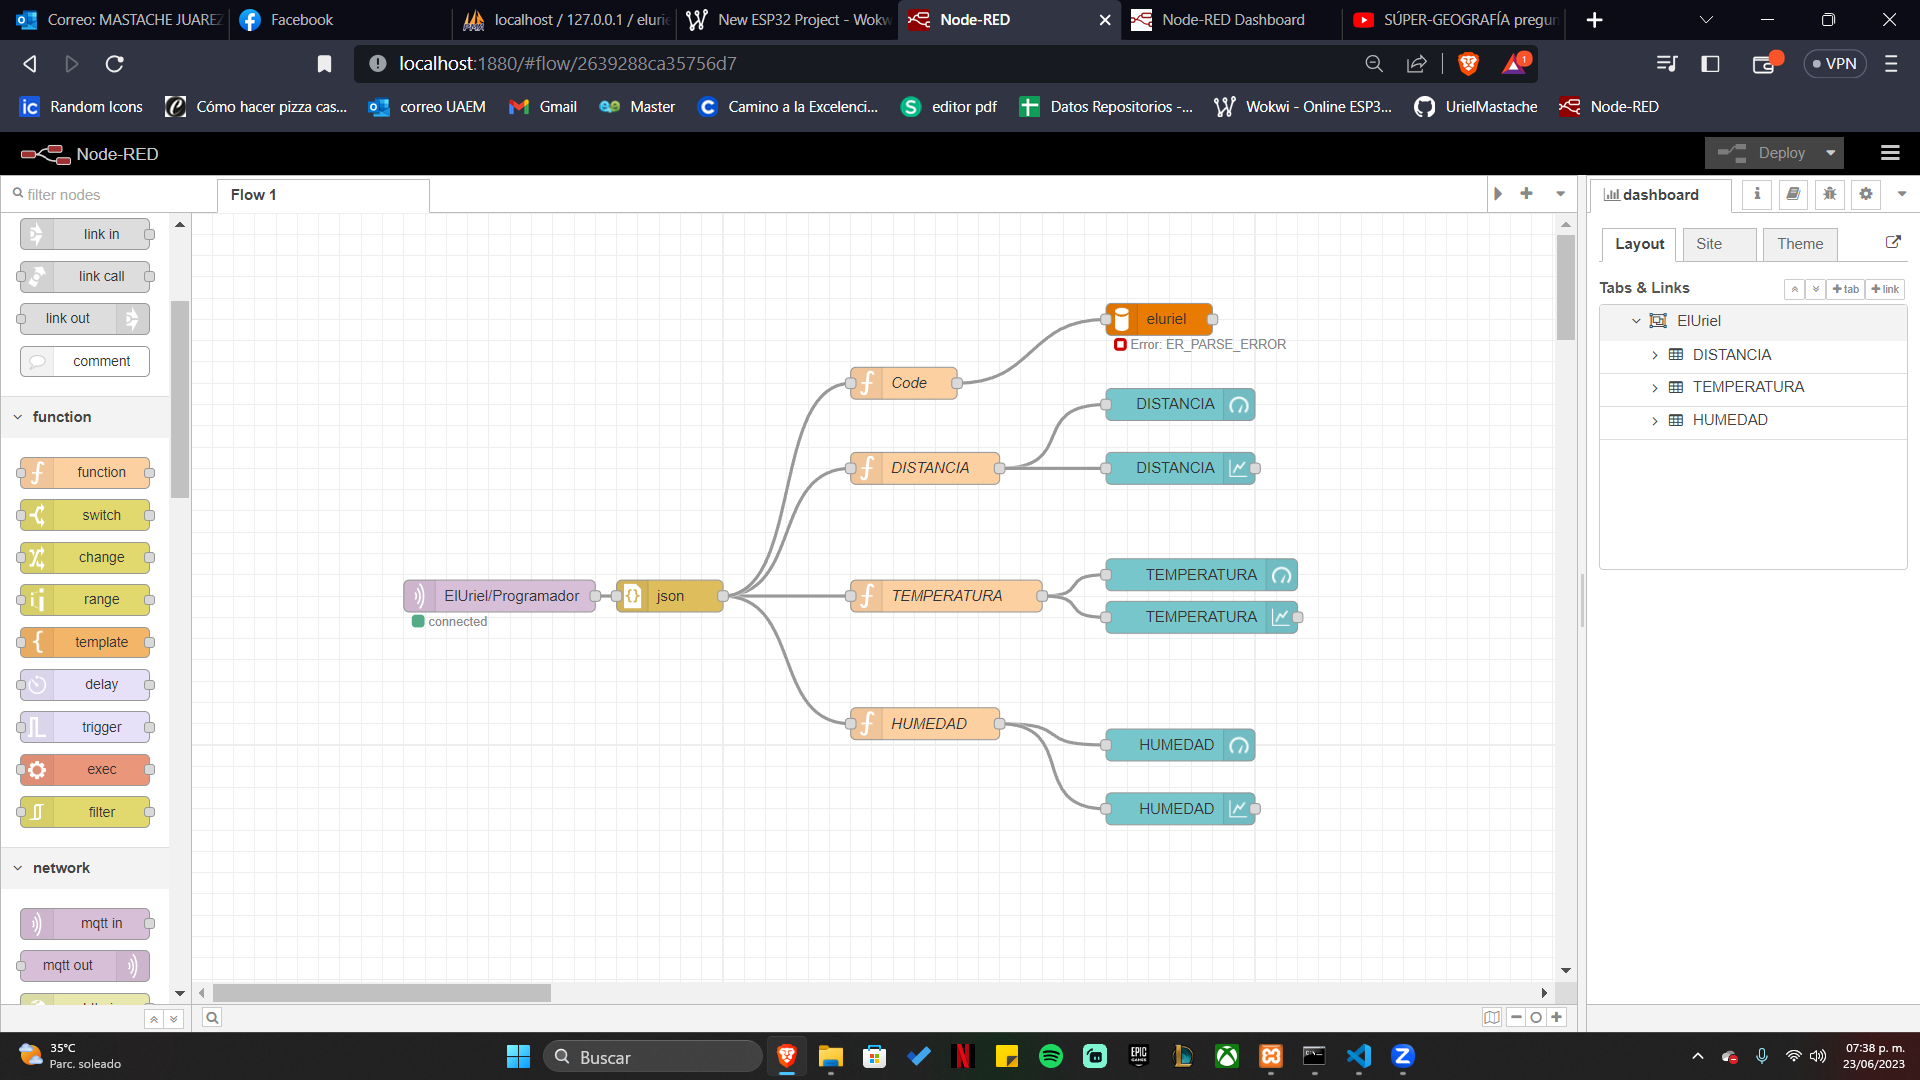 Correo: MASTACHE JUAREZ
Facebook
localhost / 127.0.0.1 / elurie
New ESP32 Project - Wokw
Node-RED
Node-RED Dashboard
SÚPER-GEOGRAFÍA pregun
localhost:1880/#flow/2639288ca35756d7
1
VPN
Random Icons
Cómo hacer pizza cas...
correo UAEM
Gmail
Master
Camino a la Excelenci...
editor pdf
Datos Repositorios -...
Wokwi - Online ESP3...
UrielMastache
Node-RED
Node-RED
Deploy
filter nodes
Flow 1
dashboard
link in
link call
link out
comment
function
function
switch
change
range
template
delay
trigger
exec
filter
network
mqtt in
mqtt out
eluriel
Error: ER_PARSE_ERROR
Code
DISTANCIA
DISTANCIA
DISTANCIA
ElUriel/Programador
connected
json
TEMPERATURA
TEMPERATURA
TEMPERATURA
HUMEDAD
HUMEDAD
HUMEDAD
Layout
Site
Theme
Tabs & Links
tab
link
ElUriel
DISTANCIA
TEMPERATURA
HUMEDAD
35°C
Parc. soleado
Buscar
07:38 p. m.
23/06/2023